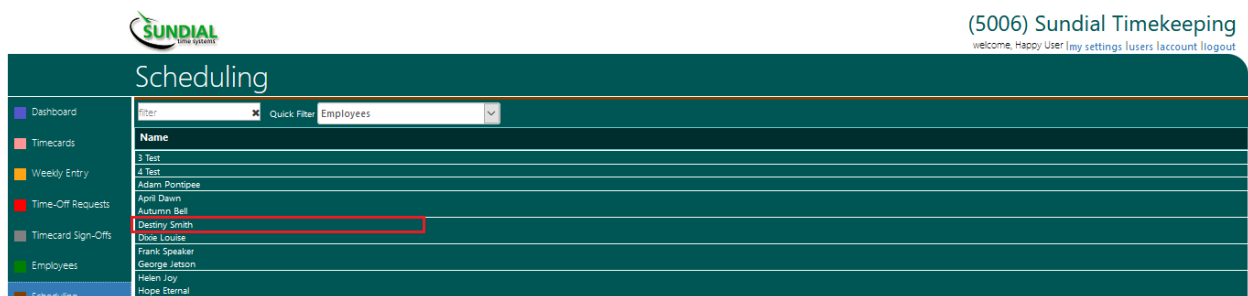 SUNDIAL
time systems
(5006) Sundial Timekeeping
welcome, Happy User | my settings | users | account | logout
Scheduling
Dashboard
Timecards
Weekly Entry
Time-Off Requests
Timecard Sign-Offs
Employees
Scheduling
filter
Quick Filter Employees
Name
3 Test
4 Test
Adam Pontipee
April Dawn
Autumn Bell
Destiny Smith
Dixie Louise
Frank Speaker
George Jetson
Helen Joy
Hope Eternal